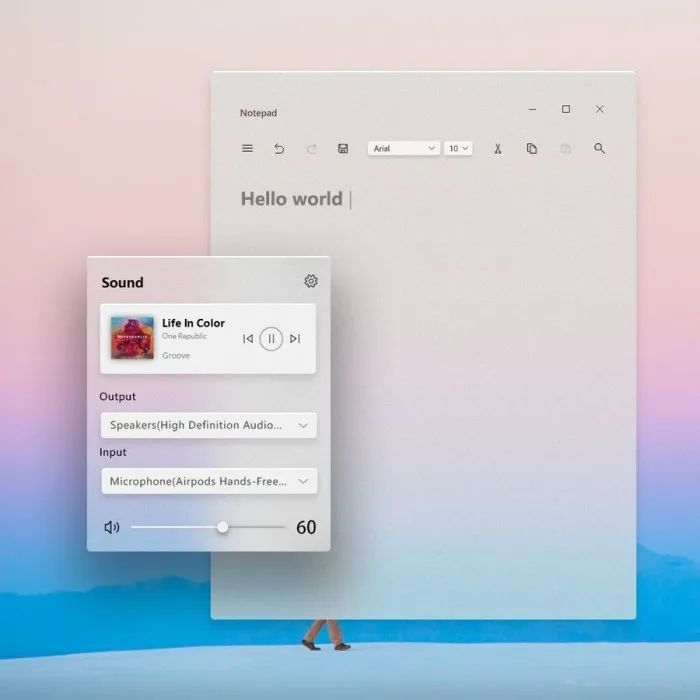 Notepad
Arial
10
Hello world
Sound
Life In Color
One Republic
Groove
Output
Speakers(High Definition Audio...
Input
Microphone(Airpods Hands-Free...
60